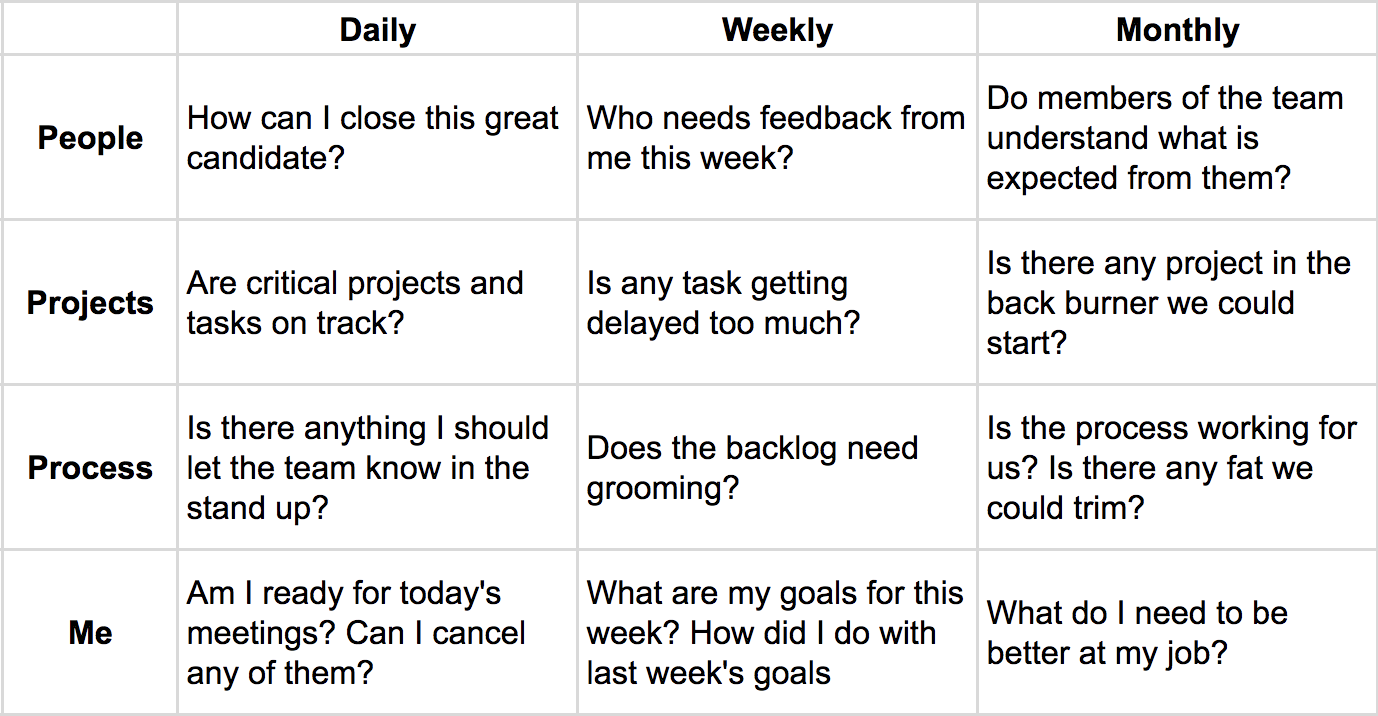 Daily
Weekly
Monthly
People
How can I close this great
candidate?
Who needs feedback from
me this week?
Do members of the team
understand what is
expected from them?
Projects
Are critical projects and
tasks on track?
Is any task getting
delayed too much?
Is there any project in the
back burner we could
start?
Process
Is there anything I should
let the team know in the
stand up?
Does the backlog need
grooming?
Is the process working for
us? Is there any fat we
could trim?
Me
Am I ready for today's
meetings? Can I cancel
any of them?
What are my goals for this
week? How did I do with
last week's goals
What do I need to be
better at my job?